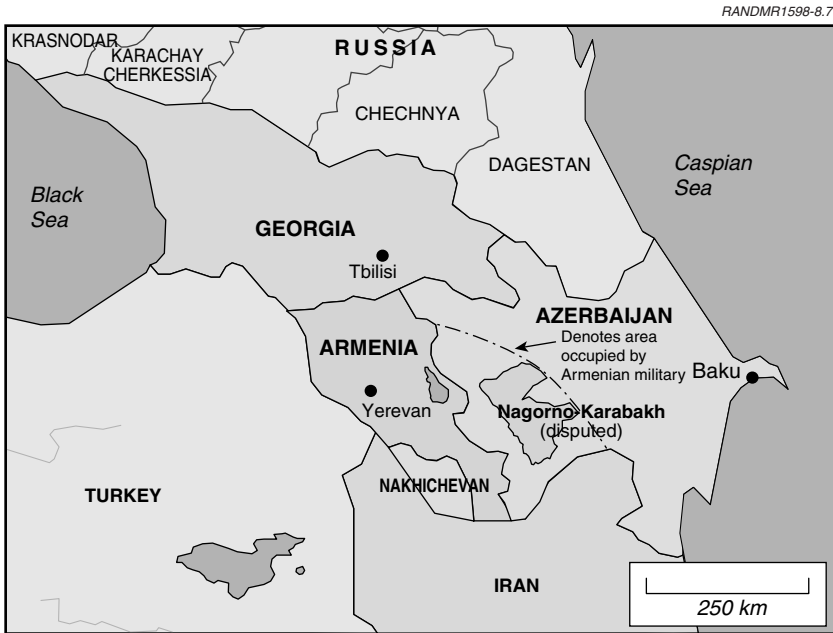 RANDMR1598-8.7
KRASNODAR
KARACHAY
CHERKESSIA
RUSSIA
CHECHNYA
DAGESTAN
Caspian
Sea
Black
Sea
GEORGIA
Tbilisi
AZERBAIJAN
Denotes area
occupied by
Armenian military
ARMENIA
Baku
Yerevan
Nagorno-Karabakh
(disputed)
NAKHICHEVAN
TURKEY
IRAN
250 km